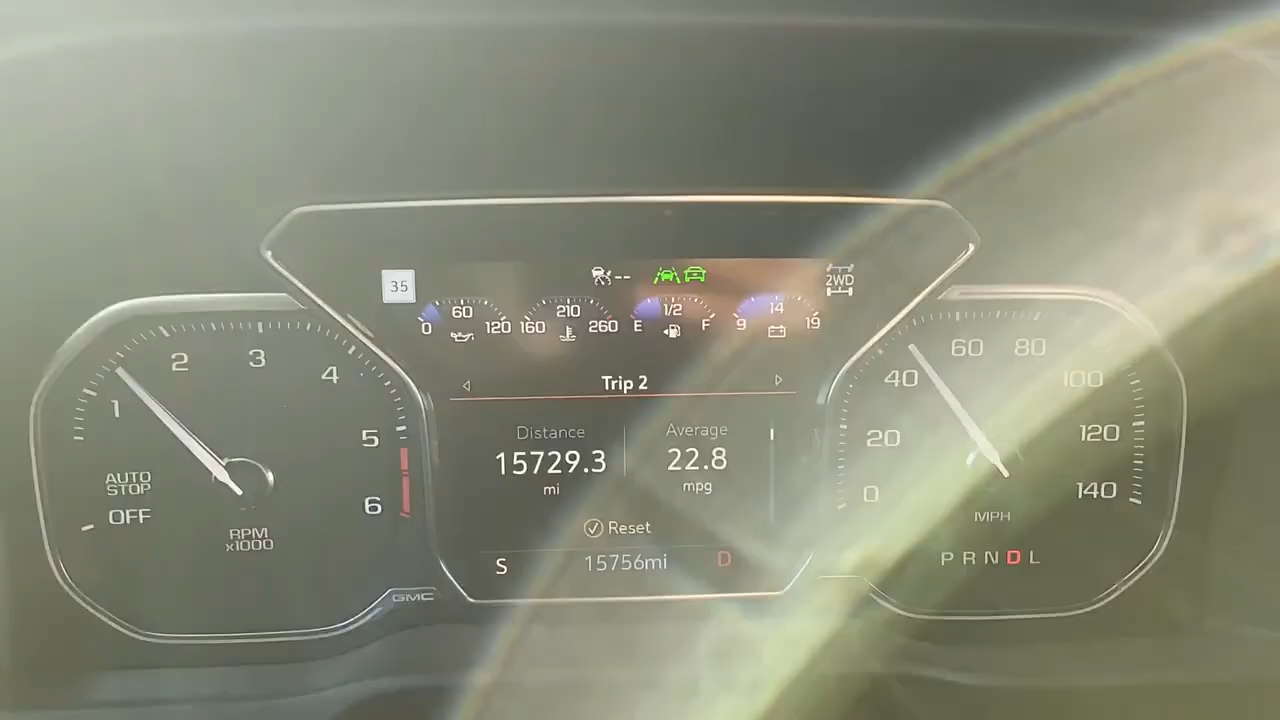 35
--
2WD
0 60 120
160 210 260
E 1/2 F
9 14 19
Trip 2
Distance
15729.3
mi
Average
22.8
mpg
Reset
S 15756mi D
1 2 3 4 5 6
AUTO
STOP
OFF
RPM
x1000
GMC
0 20 40 60 80 100 120 140
MPH
P R N D L